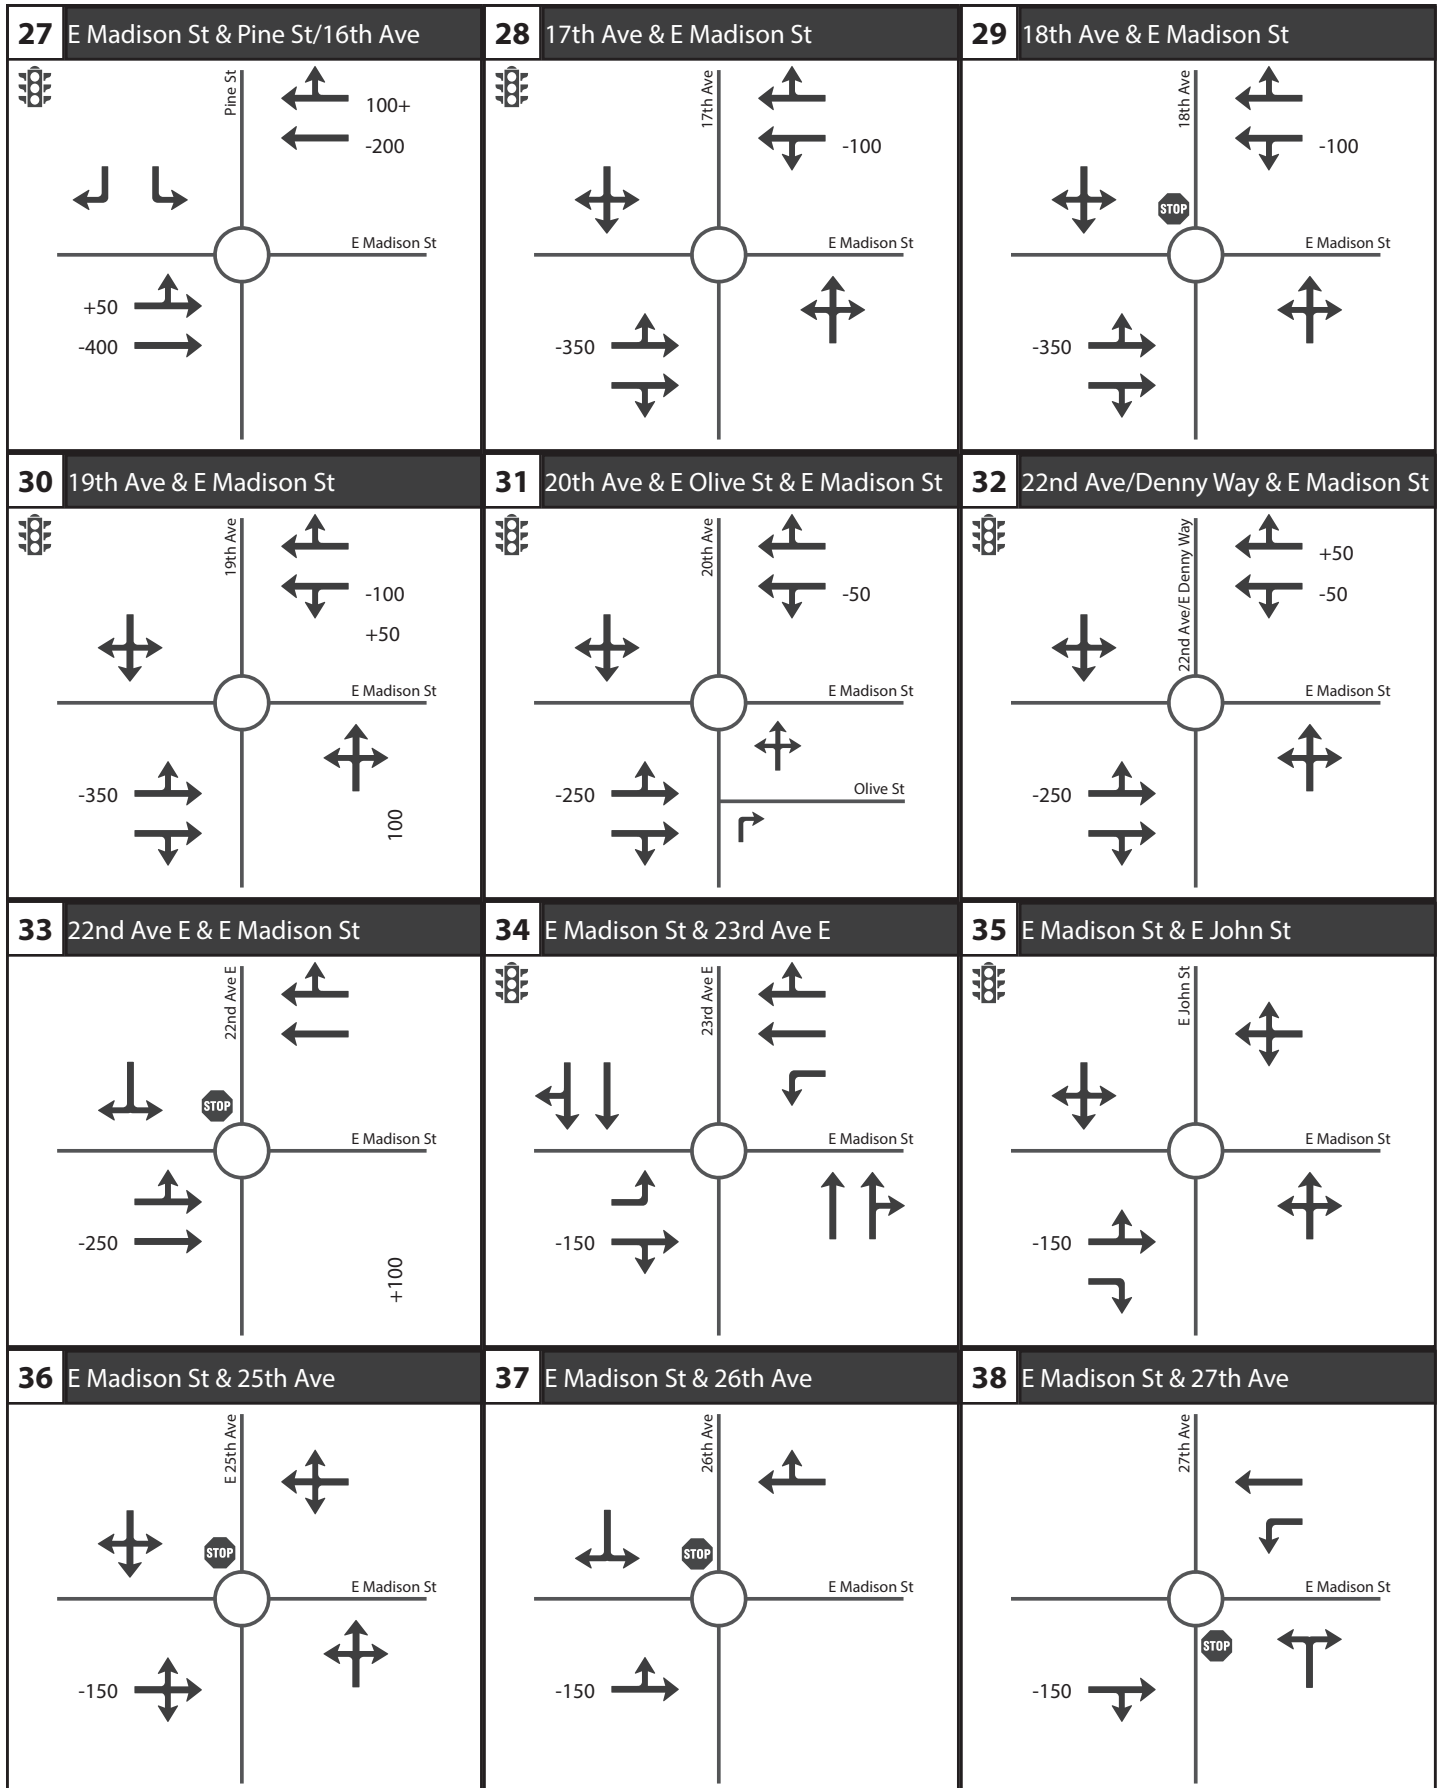 27 E Madison St & Pine St/16th Ave
Pine St
100+
-200
E Madison St
+50
-400
28 17th Ave & E Madison St
17th Ave
-100
E Madison St
-350
29 18th Ave & E Madison St
18th Ave
-100
STOP
E Madison St
-350
30 19th Ave & E Madison St
19th Ave
-100
+50
E Madison St
-350
100
31 20th Ave & E Olive St & E Madison St
20th Ave
-50
E Madison St
-250
Olive St
32 22nd Ave/Denny Way & E Madison St
22nd Ave/E Denny Way
+50
-50
E Madison St
-250
33 22nd Ave E & E Madison St
22nd Ave E
STOP
E Madison St
-250
+100
34 E Madison St & 23rd Ave E
23rd Ave E
E Madison St
-150
35 E Madison St & E John St
E John St
E Madison St
-150
36 E Madison St & 25th Ave
E 25th Ave
STOP
E Madison St
-150
37 E Madison St & 26th Ave
26th Ave
STOP
E Madison St
-150
38 E Madison St & 27th Ave
27th Ave
E Madison St
STOP
-150